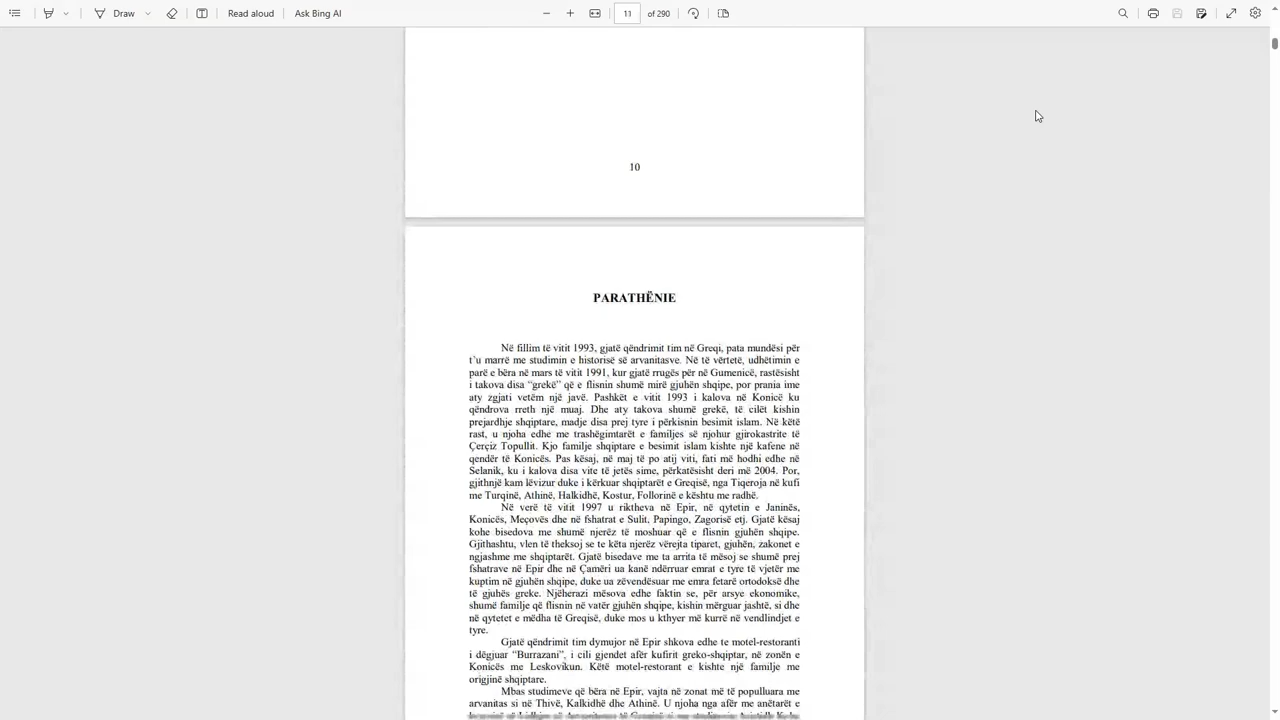 Draw
Read aloud
Ask Bing AI
11 of 290
10
PARATHËNIE
Në fillim të vitit 1993, gjatë qëndrimit tim në Greqi, pata mundësi për
t`u marrë me studimin e historisë së arvanitasve. Në të vërtetë, udhëtimin e
parë e bëra në mars të vitit 1991, kur gjatë rrugës për në Gumenicë, rastësisht
i takova disa “grekë” që e flisnin shumë mirë gjuhën shqipe, por prania ime
aty zgjati vetëm një javë. Pashkët e vitit 1993 i kalova në Konicë ku
qëndrova rreth një muaj. Dhe aty takova shumë grekë, të cilët kishin
prejardhje shqiptare, madje disa prej tyre i përkisnin besimit islam. Në këtë
rast, u njoha edhe me trashëgimtarët e familjes së njohur gjirokastrite të
Çerçiz Topullit. Kjo familje shqiptare e besimit islam kishte një kafene në
qendër të Konicës. Pas kësaj, në maj të po atij viti, fati më hodhi edhe në
Selanik, ku i kalova disa vite të jetës sime, përkatësisht deri më 2004. Por,
gjithnjë kam lëvizur duke i kërkuar shqiptarët e Greqisë, nga Tiqeroja në kufi
me Turqinë, Athinë, Halkidhë, Kostur, Follorinë e kështu me radhë.
Në verë të vitit 1997 u riktheva në Epir, në qytetin e Janinës,
Konicës, Meçovës dhe në fshatrat e Sulit, Papingo, Zagorisë etj. Gjatë kësaj
kohe bisedova me shumë njerëz të moshuar që e flisnin gjuhën shqipe.
Gjithashtu, vlen të theksoj se te këta njerëz vërejta tiparet, gjuhën, zakonet e
ngjashme me shqiptarët. Gjatë bisedave me ta arrita të mësoj se shumë prej
fshatrave në Epir dhe në Çamëri ua kanë ndërruar emrat e tyre të vjetër me
kuptim në gjuhën shqipe, duke ua zëvendësuar me emra fetarë ortodoksë dhe
të gjuhës greke. Njëherazi mësova edhe faktin se, për arsye ekonomike,
shumë familje që flisnin në vatër gjuhën shqipe, kishin mërguar jashtë, si dhe
në qytetet e mëdha të Greqisë, duke mos u kthyer më kurrë në vendlindjet e
tyre.
Gjatë qëndrimit tim dymujor në Epir shkova edhe te motel-restoranti
i dëgjuar “Burrazani”, i cili gjendet afër kufirit greko-shqiptar, në zonën e
Konicës me Leskovikun. Këtë motel-restorant e kishte një familje me
origjinë shqiptare.
Mbas studimeve që bëra në Epir, vajta në zonat më të populluara me
arvanitas si në Thivë, Kalkidhë dhe Athinë. U njoha nga afër me anëtarët e